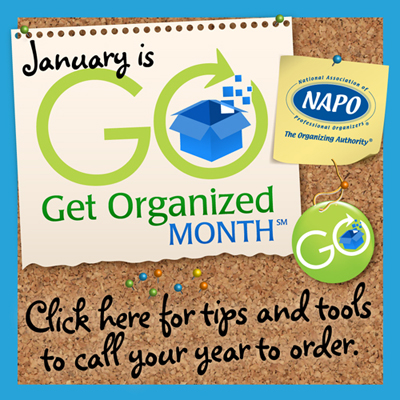 January is
GO
Get Organized
MONTH℠
National Association of
NAPO
Professional Organizers®
The Organizing Authority®
GO
Click here for tips and tools
to call your year to order.